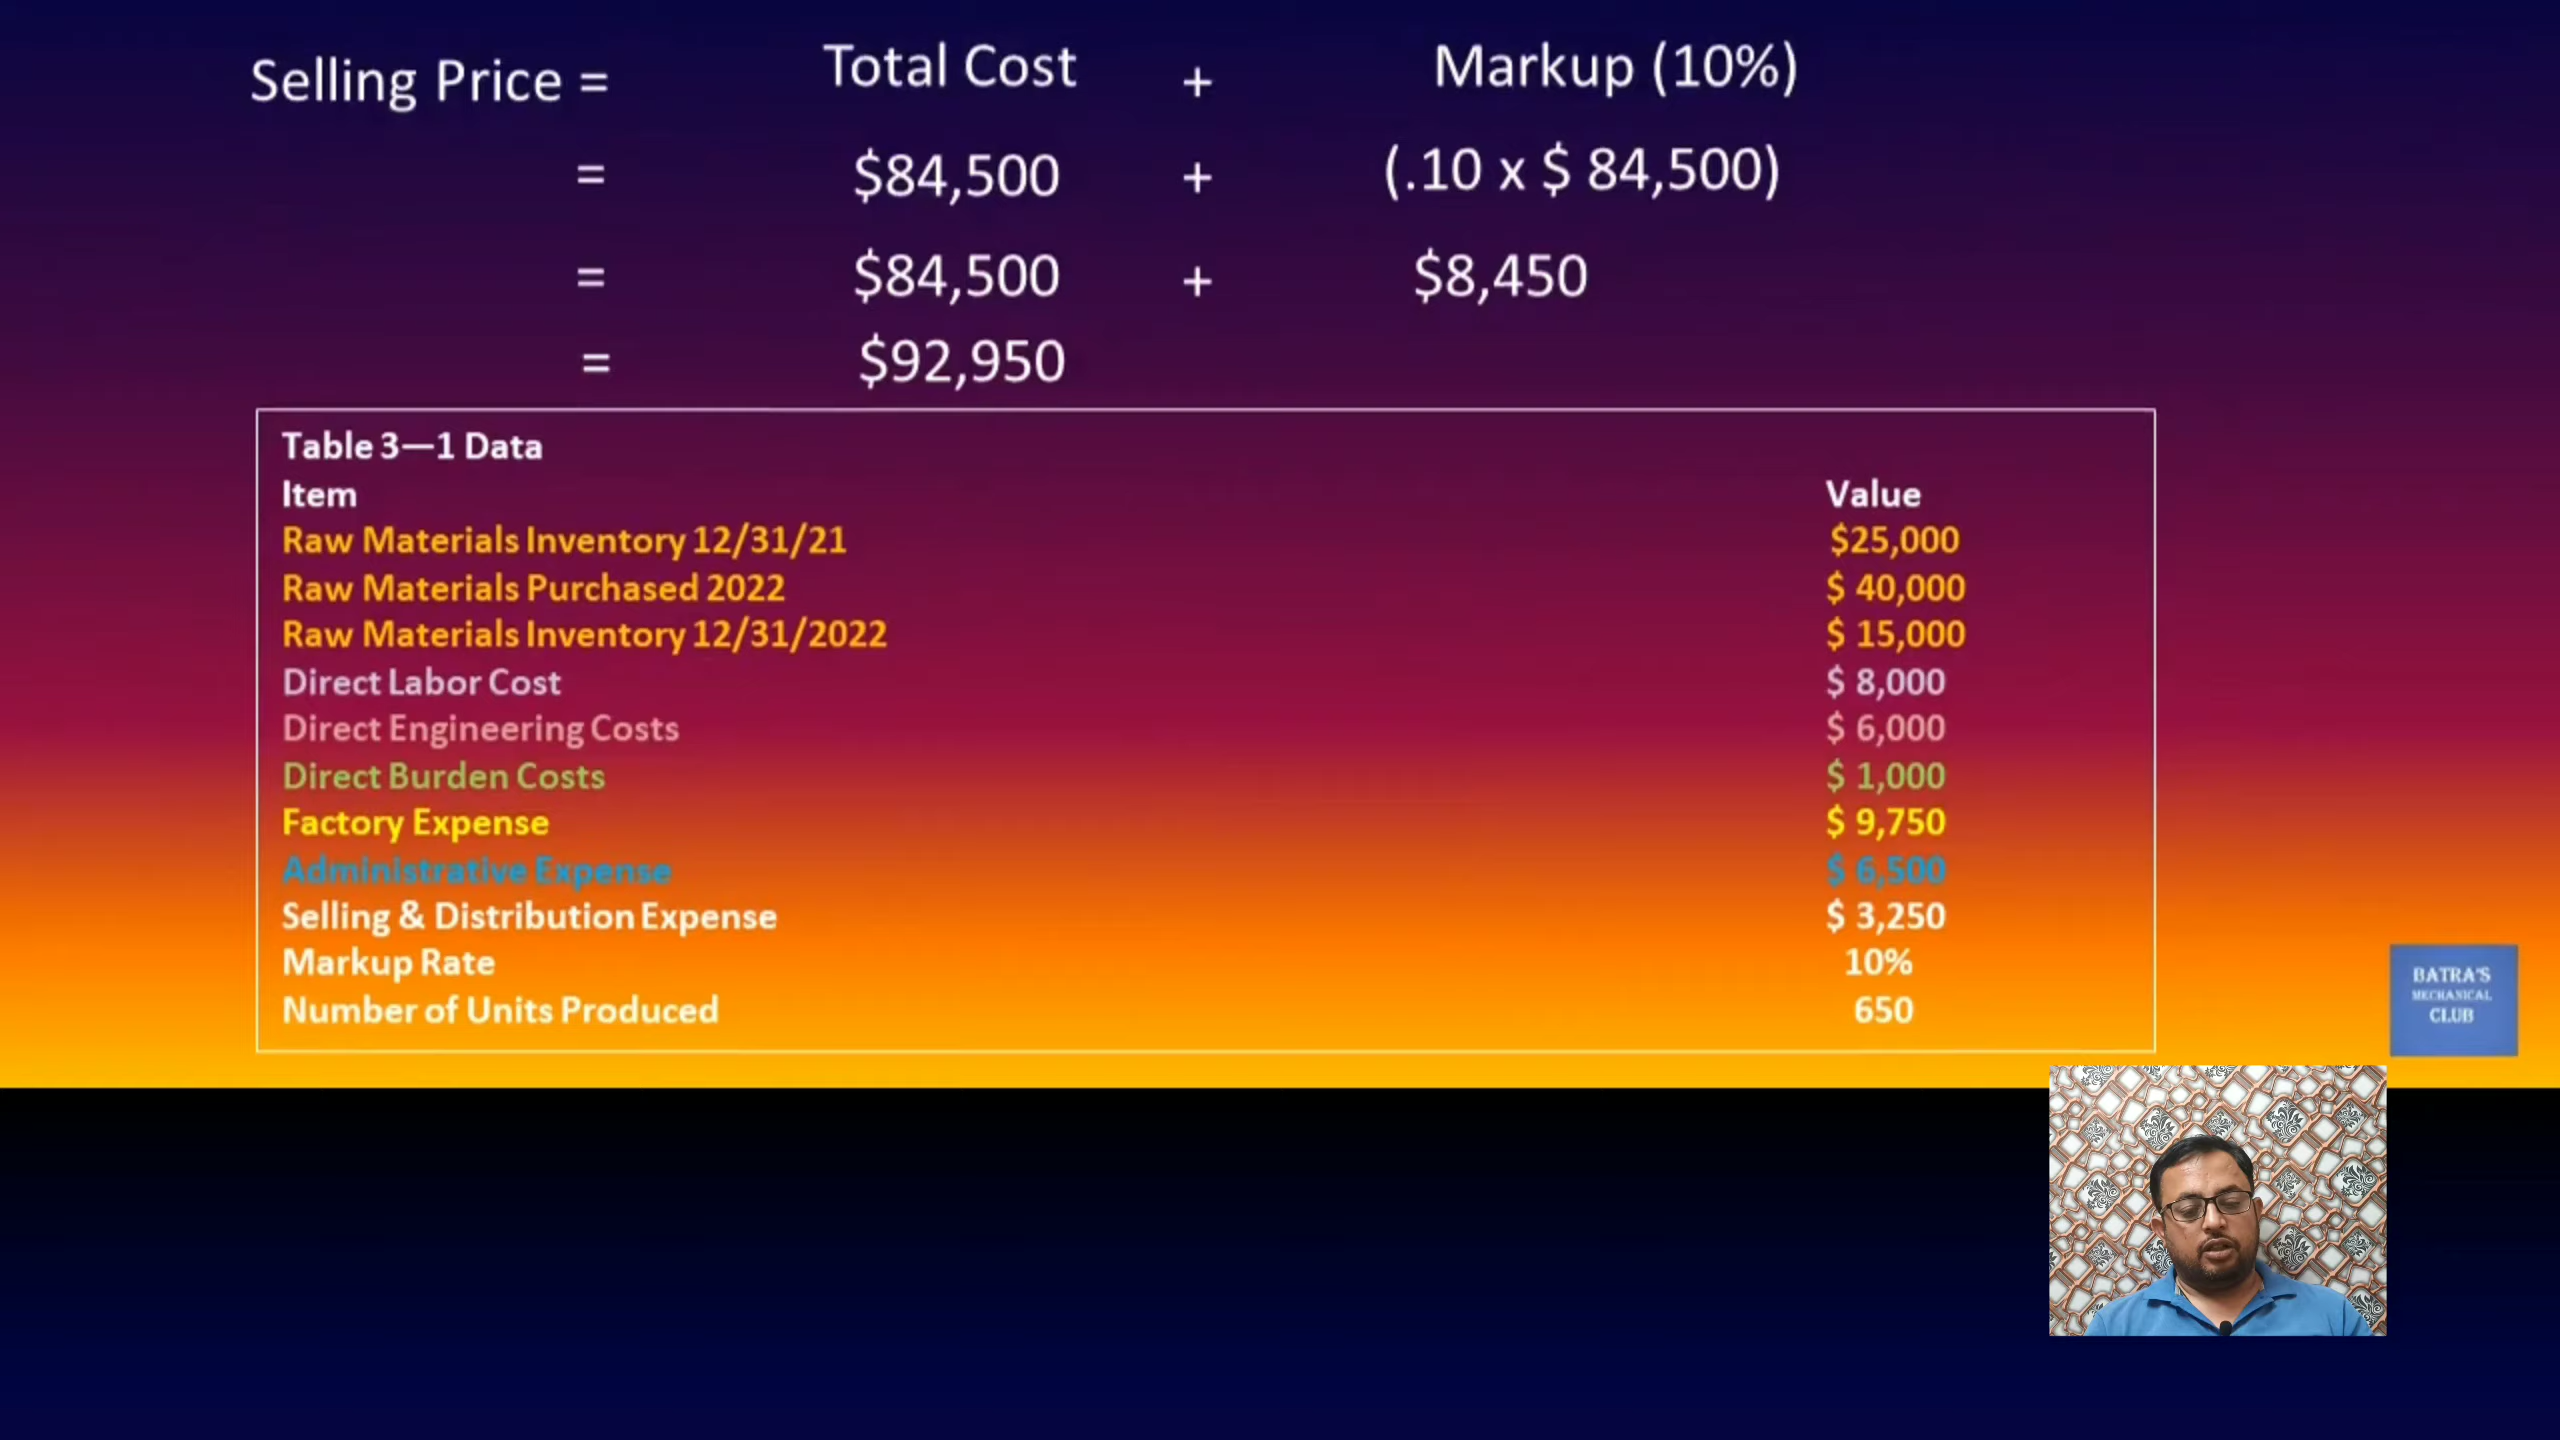 Selling Price = Total Cost + Markup (10%)
= $84,500 + (.10 x $ 84,500)
= $84,500 + $8,450
= $92,950
Table 3—1 Data
Item Value
Raw Materials Inventory 12/31/21 $25,000
Raw Materials Purchased 2022 $ 40,000
Raw Materials Inventory 12/31/2022 $ 15,000
Direct Labor Cost $ 8,000
Direct Engineering Costs $ 6,000
Direct Burden Costs $ 1,000
Factory Expense $ 9,750
Administrative Expense $ 6,500
Selling & Distribution Expense $ 3,250
Markup Rate 10%
Number of Units Produced 650
BATRA'S
MECHANICAL
CLUB